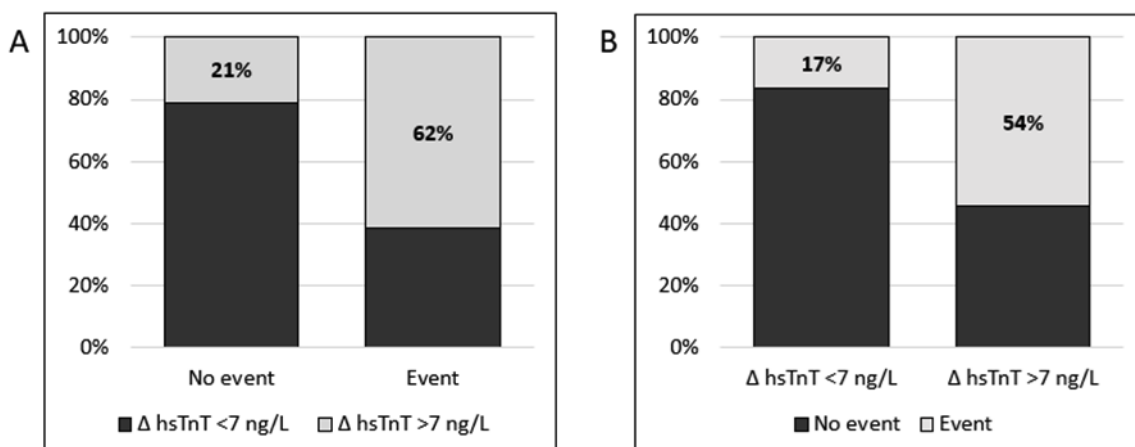 A
100%
80%
60%
40%
20%
0%
21%
62%
No event
Event
Δ hsTnT <7 ng/L
Δ hsTnT >7 ng/L
B
100%
80%
60%
40%
20%
0%
17%
54%
Δ hsTnT <7 ng/L
Δ hsTnT >7 ng/L
No event
Event